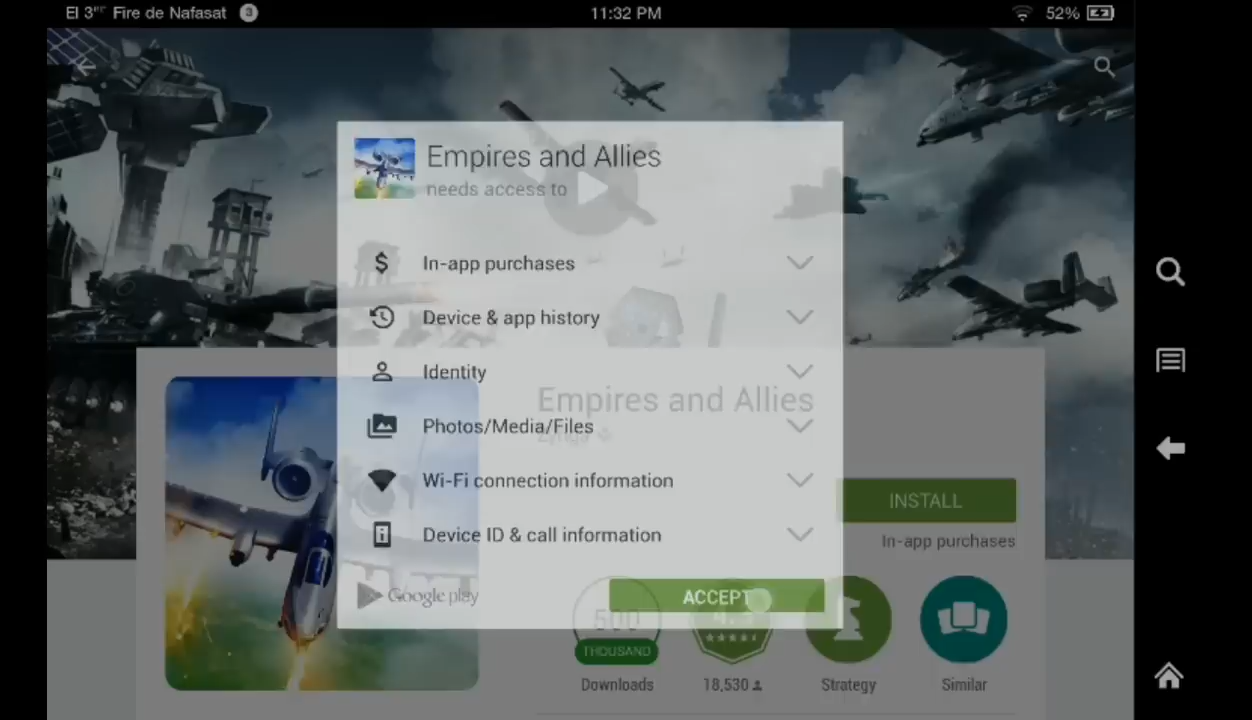 El 3ᵉʳ Fire de Nafasat 3
11:32 PM
52%
Empires and Allies
needs access to
In-app purchases
Device & app history
Identity
Photos/Media/Files
Wi-Fi connection information
Device ID & call information
Google play
ACCEPT
Empires and Allies
INSTALL
In-app purchases
500
THOUSAND
Downloads
18,530
Strategy
Similar